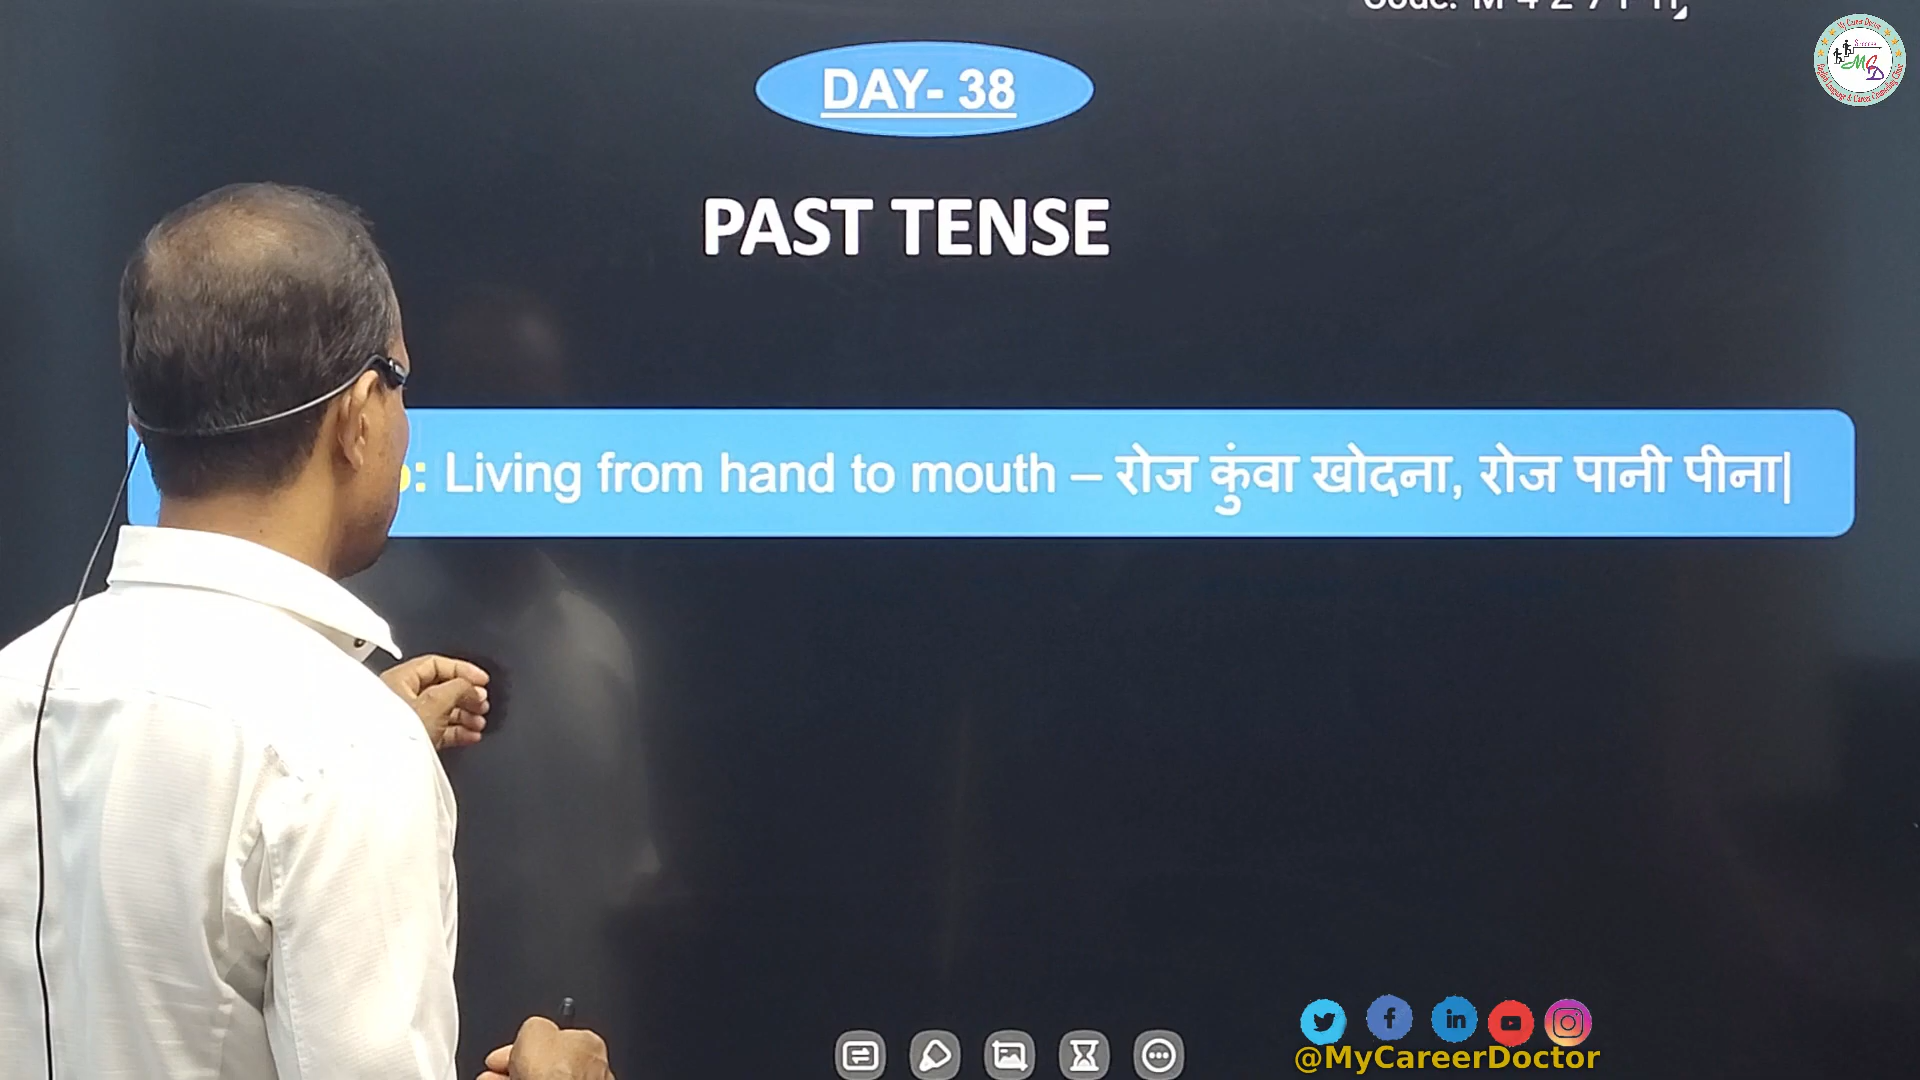 DAY- 38
PAST TENSE
: Living from hand to mouth – रोज कुंवा खोदना, रोज पानी पीना|
@MyCareerDoctor